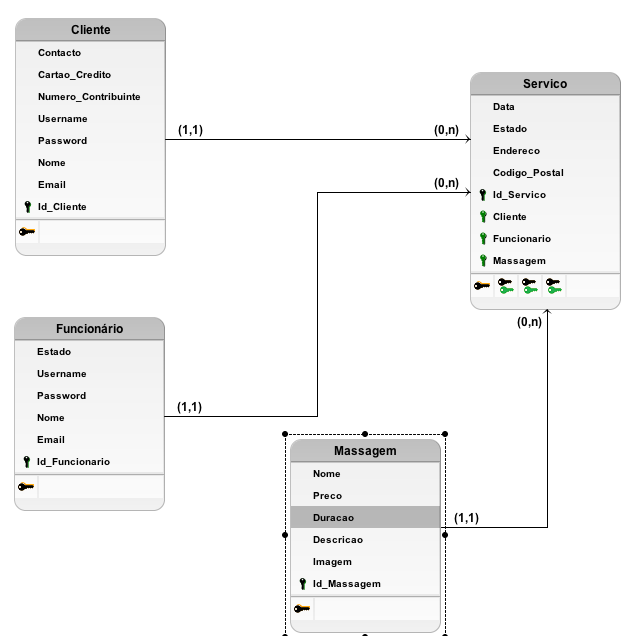 Cliente
Contacto
Cartao_Credito
Numero_Contribuinte
Username
Password
Nome
Email
Id_Cliente
(1,1)
(0,n)
(0,n)
Servico
Data
Estado
Endereco
Codigo_Postal
Id_Servico
Cliente
Funcionario
Massagem
(0,n)
Funcionário
Estado
Username
Password
Nome
Email
Id_Funcionario
(1,1)
Massagem
Nome
Preco
Duracao
Descricao
Imagem
Id_Massagem
(1,1)